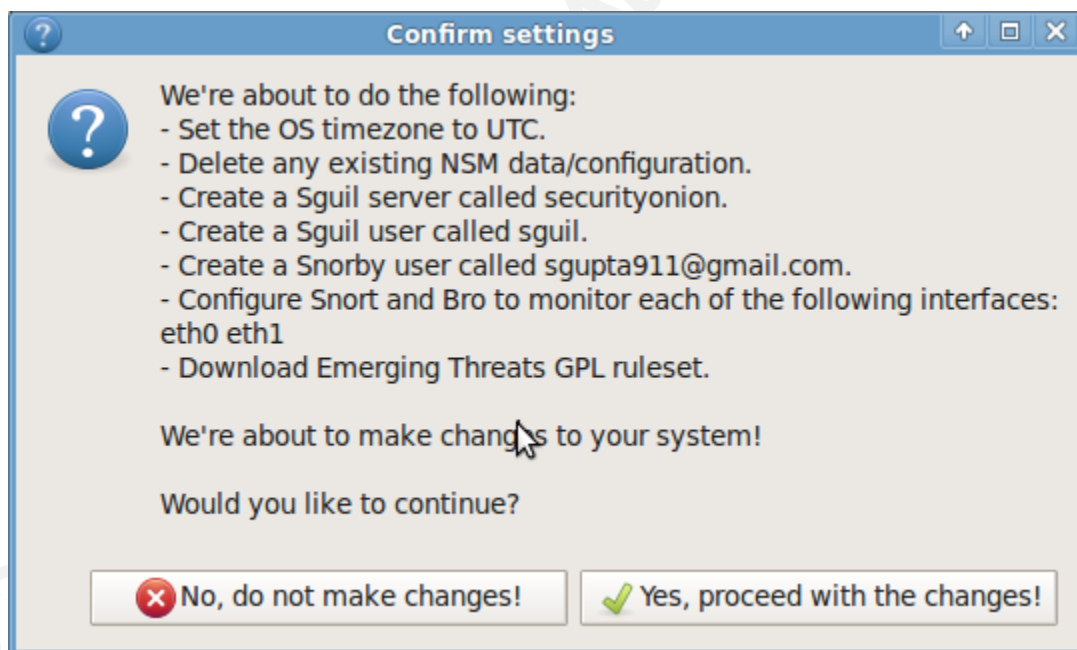 Confirm settings
We're about to do the following:
- Set the OS timezone to UTC.
- Delete any existing NSM data/configuration.
- Create a Sguil server called securityonion.
- Create a Sguil user called sguil.
- Create a Snorby user called sgupta911@gmail.com.
- Configure Snort and Bro to monitor each of the following interfaces:
eth0 eth1
- Download Emerging Threats GPL ruleset.
We're about to make changes to your system!
Would you like to continue?
No, do not make changes!
Yes, proceed with the changes!